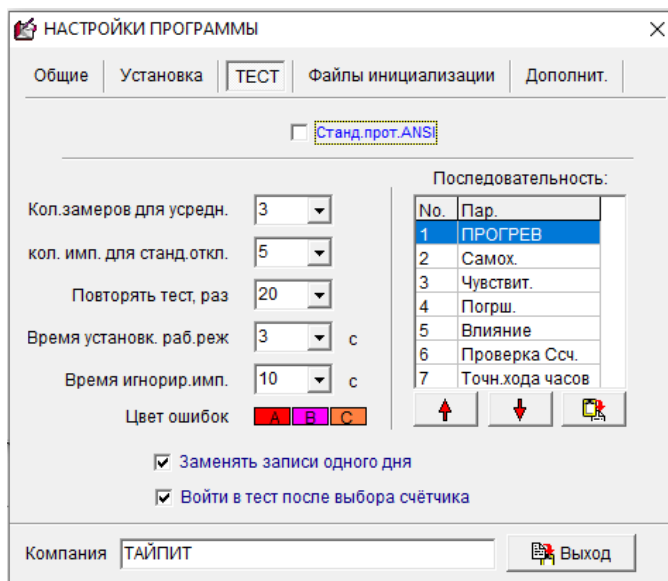 НАСТРОЙКИ ПРОГРАММЫ
Общие Установка ТЕСТ Файлы инициализации Дополнит.
Станд.прот.ANSI
Последовательность:
Кол.замеров для усредн. 3
No. Пар.
1 ПРОГРЕВ
кол. имп. для станд.откл. 5
2 Самох.
3 Чувствит.
Повторять тест, раз 20
4 Погрш.
Время установк. раб.реж 3 с
5 Влияние
6 Проверка Ссч.
Время игнорир.имп. 10 с
7 Точн.хода часов
Цвет ошибок A B C
Заменять записи одного дня
Войти в тест после выбора счётчика
Компания ТАЙПИТ Выход